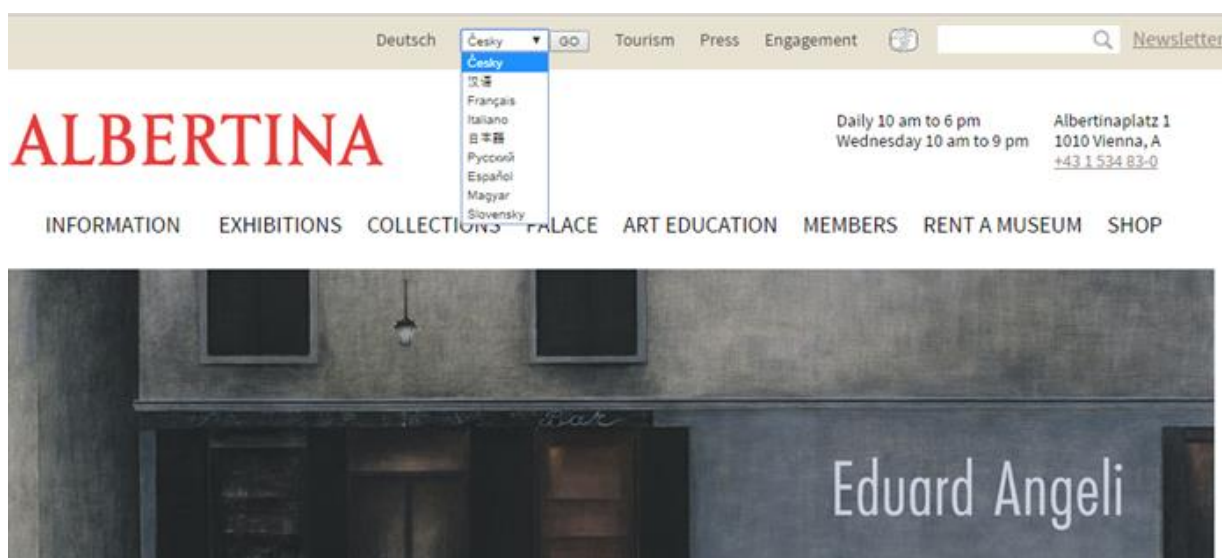 Deutsch Česky GO Tourism Press Engagement Newsletter
Česky
汉语
Français
Italiano
日本語
Русский
Español
Magyar
Slovensky
ALBERTINA
Daily 10 am to 6 pm
Wednesday 10 am to 9 pm
Albertinaplatz 1
1010 Vienna, A
+43 1 534 83-0
INFORMATION EXHIBITIONS COLLECTIONS PALACE ART EDUCATION MEMBERS RENT A MUSEUM SHOP
Bar
Eduard Angeli